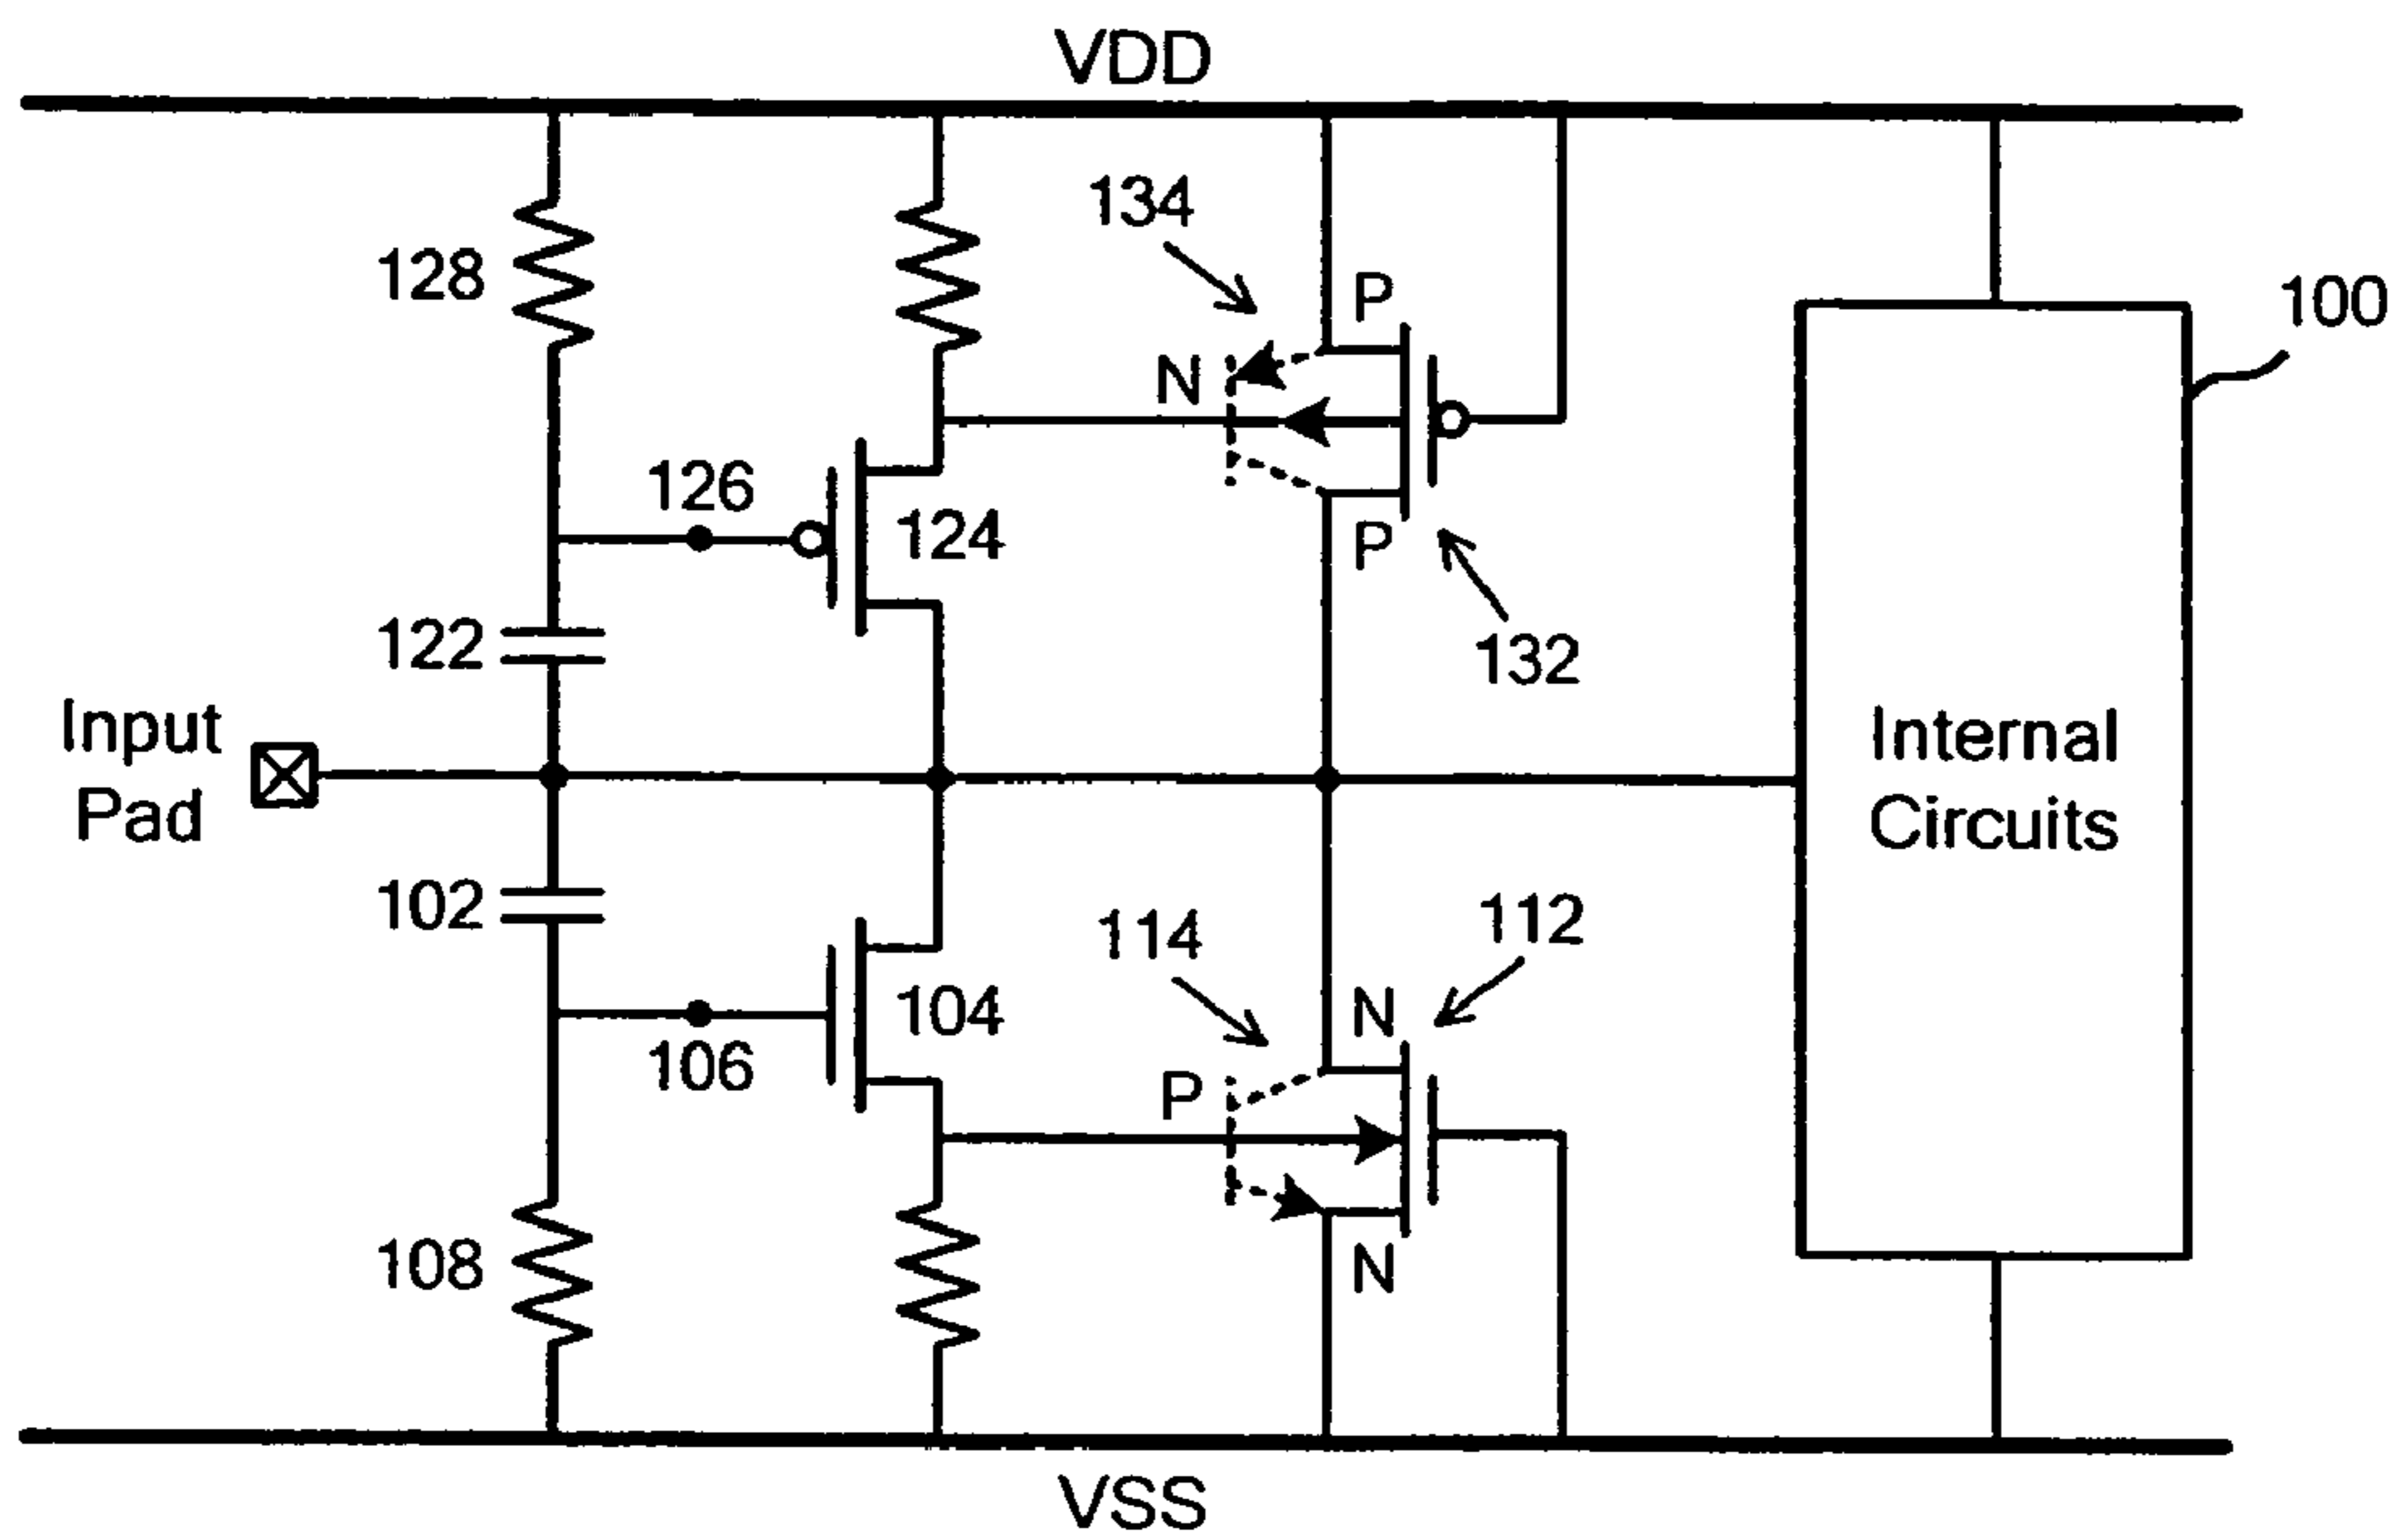 VDD
134
P
128
100
N
126
124
P
122
132
Input
Pad
Internal
Circuits
102
114
112
N
104
106
P
108
N
VSS